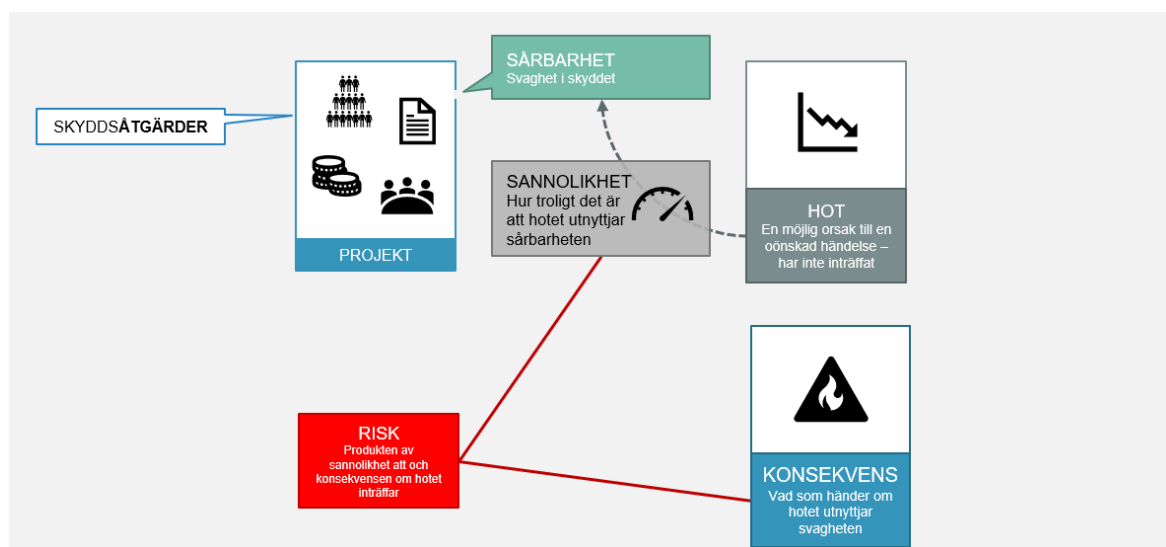 SKYDDSÅTGÄRDER
PROJEKT
SÅRBARHET
Svaghet i skyddet
SANNOLIKHET
Hur troligt det är
att hotet utnyttjar
sårbarheten
HOT
En möjlig orsak till en
oönskad händelse –
har inte inträffat
RISK
Produkten av
sannolikhet att och
konsekvensen om hotet
inträffar
KONSEKVENS
Vad som händer om
hotet utnyttjar
svagheten